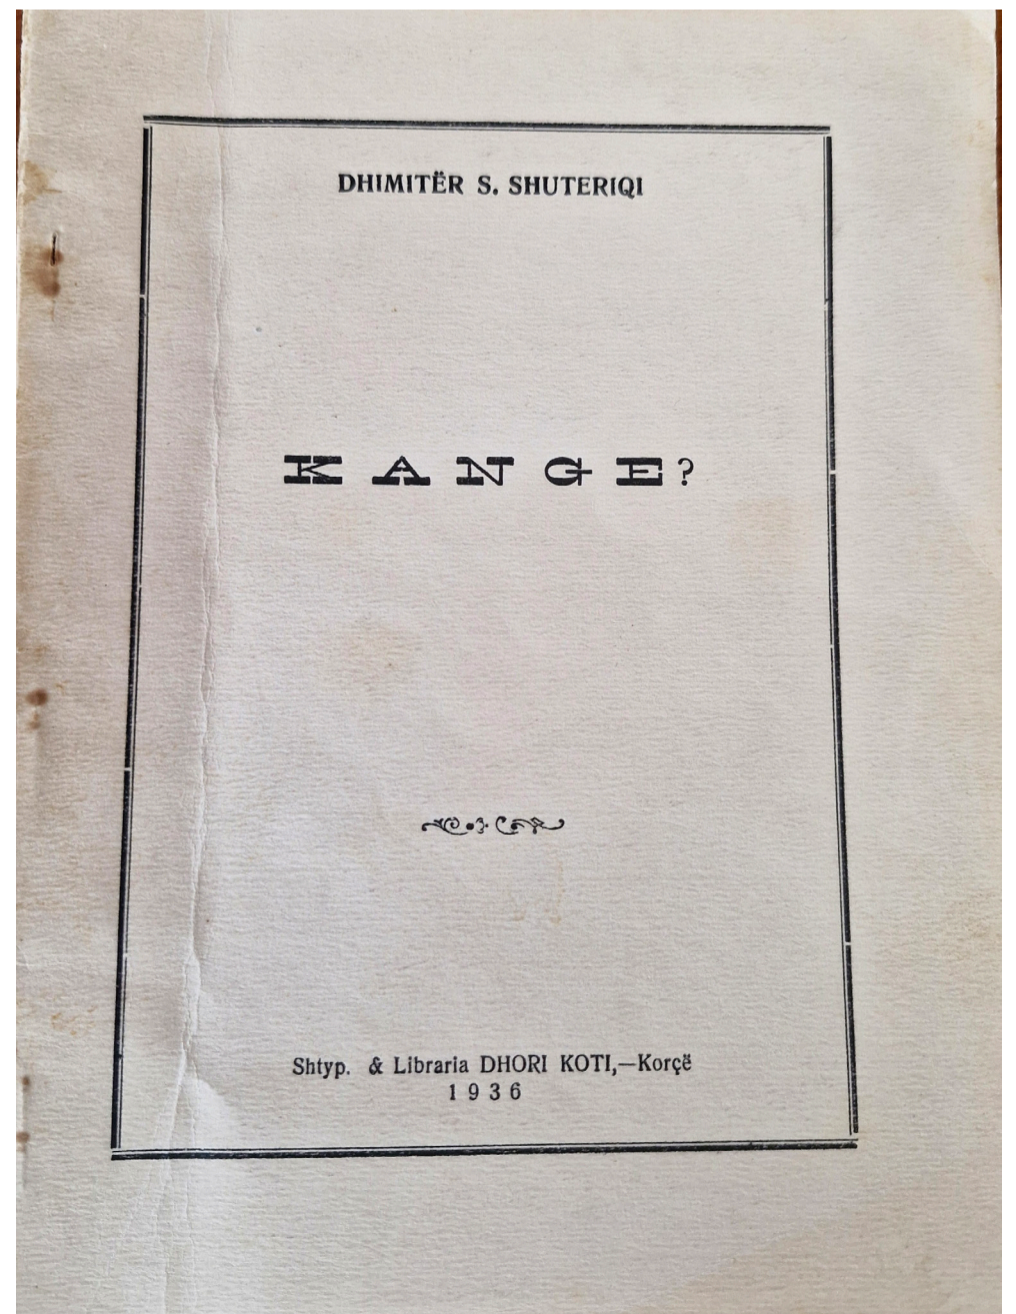 DHIMITËR S. SHUTERIQI
KANGE?
Shtyp. & Libraria DHORI KOTI,—Korçë
1936